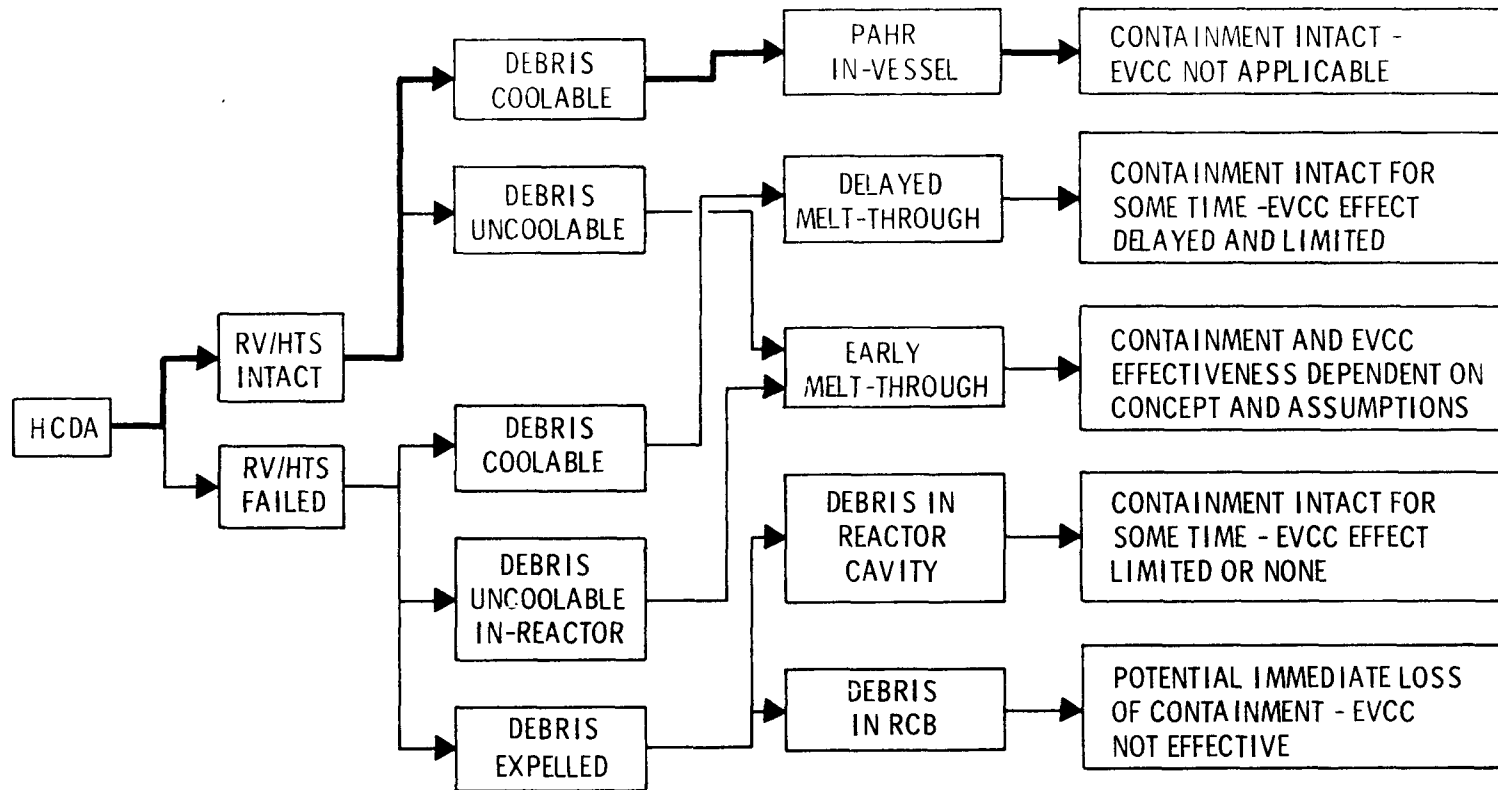 HCDA
RV/HTS
INTACT
RV/HTS
FAILED
DEBRIS
COOLABLE
DEBRIS
UNCOOLABLE
DEBRIS
COOLABLE
DEBRIS
UNCOOLABLE
IN-REACTOR
DEBRIS
EXPELLED
PAHR
IN-VESSEL
DELAYED
MELT-THROUGH
EARLY
MELT-THROUGH
DEBRIS IN
REACTOR
CAVITY
DEBRIS
IN RCB
CONTAINMENT INTACT -
EVCC NOT APPLICABLE
CONTAINMENT INTACT FOR
SOME TIME -EVCC EFFECT
DELAYED AND LIMITED
CONTAINMENT AND EVCC
EFFECTIVENESS DEPENDENT ON
CONCEPT AND ASSUMPTIONS
CONTAINMENT INTACT FOR
SOME TIME - EVCC EFFECT
LIMITED OR NONE
POTENTIAL IMMEDIATE LOSS
OF CONTAINMENT - EVCC
NOT EFFECTIVE